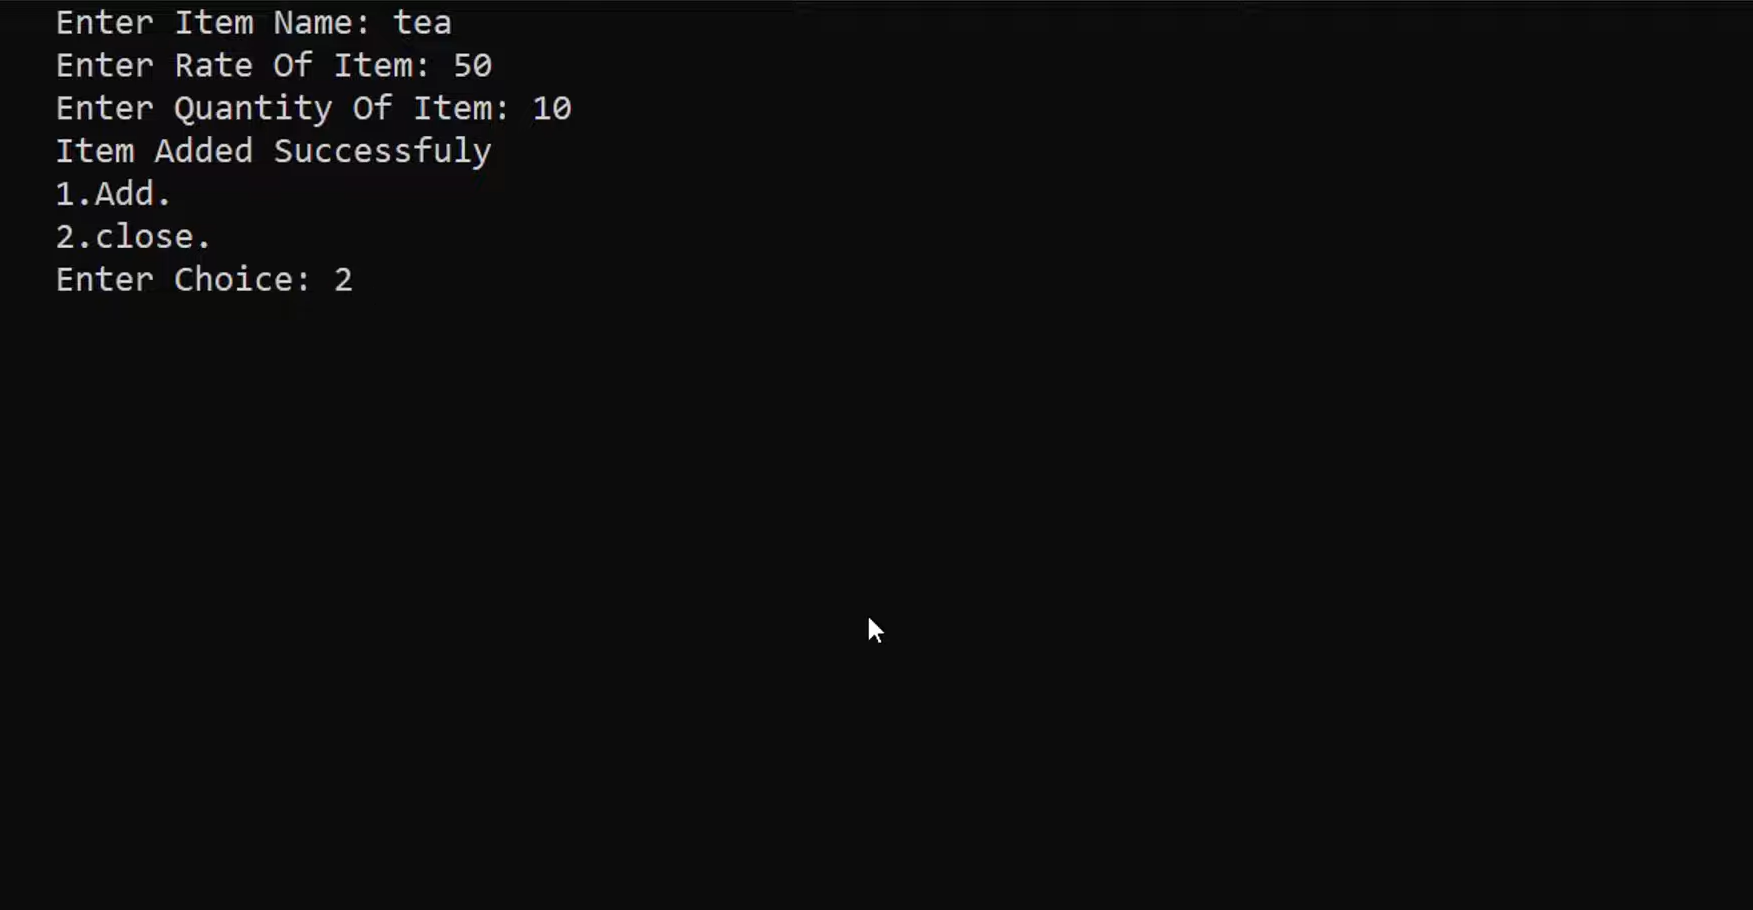 Enter Item Name: tea
Enter Rate Of Item: 50
Enter Quantity Of Item: 10
Item Added Successfuly
1.Add.
2.close.
Enter Choice: 2